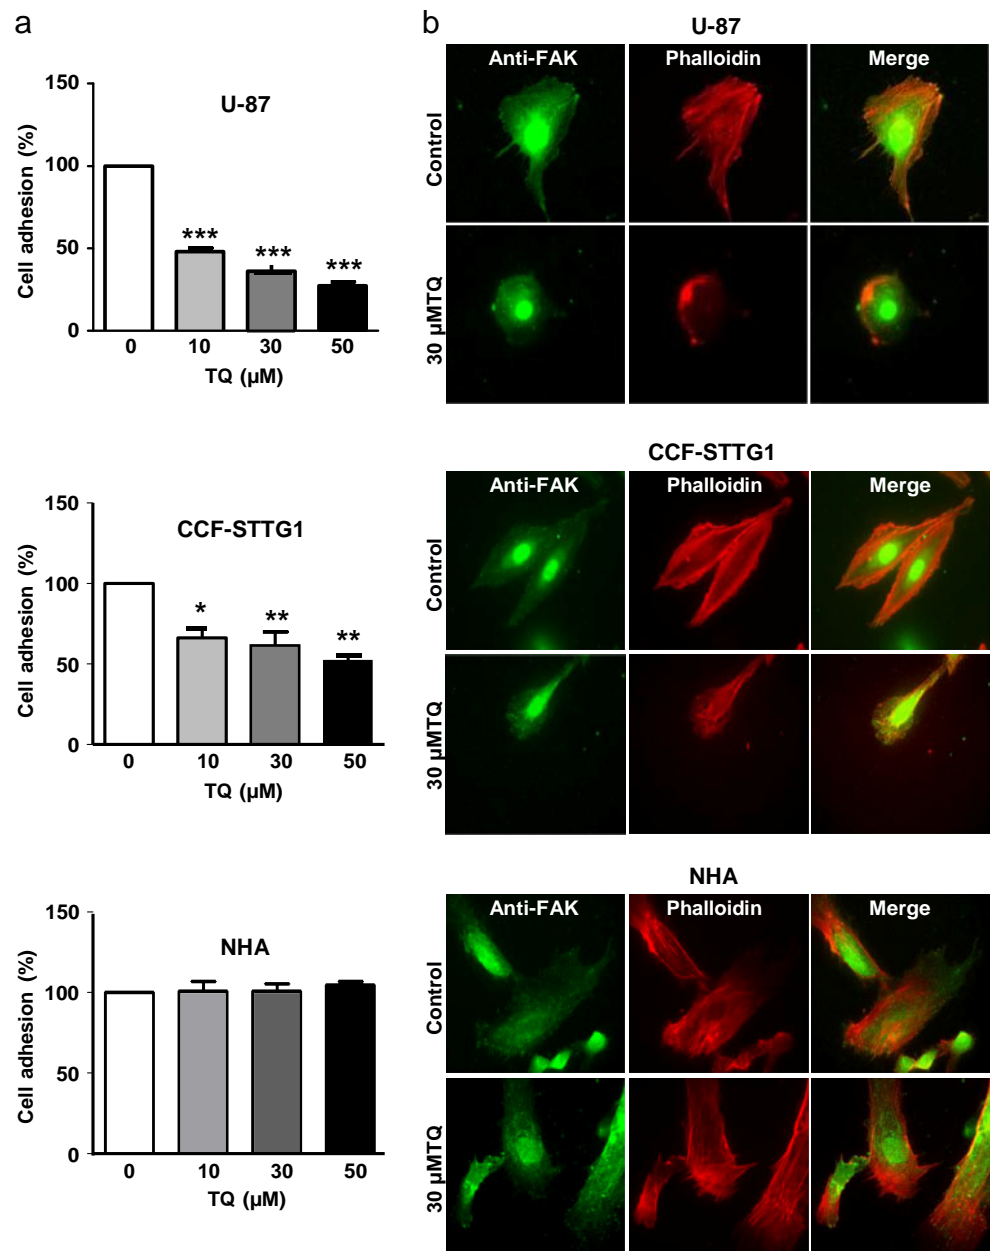 a
U-87
Cell adhesion (%)
150
100
50
0
***
***
***
0 10 30 50
TQ (µM)
CCF-STTG1
Cell adhesion (%)
150
100
50
0
*
**
**
0 10 30 50
TQ (µM)
NHA
Cell adhesion (%)
150
100
50
0
0 10 30 50
TQ (µM)
b
U-87
Anti-FAK Phalloidin Merge
Control
30 µMTQ
CCF-STTG1
Anti-FAK Phalloidin Merge
Control
30 µMTQ
NHA
Anti-FAK Phalloidin Merge
Control
30 µMTQ